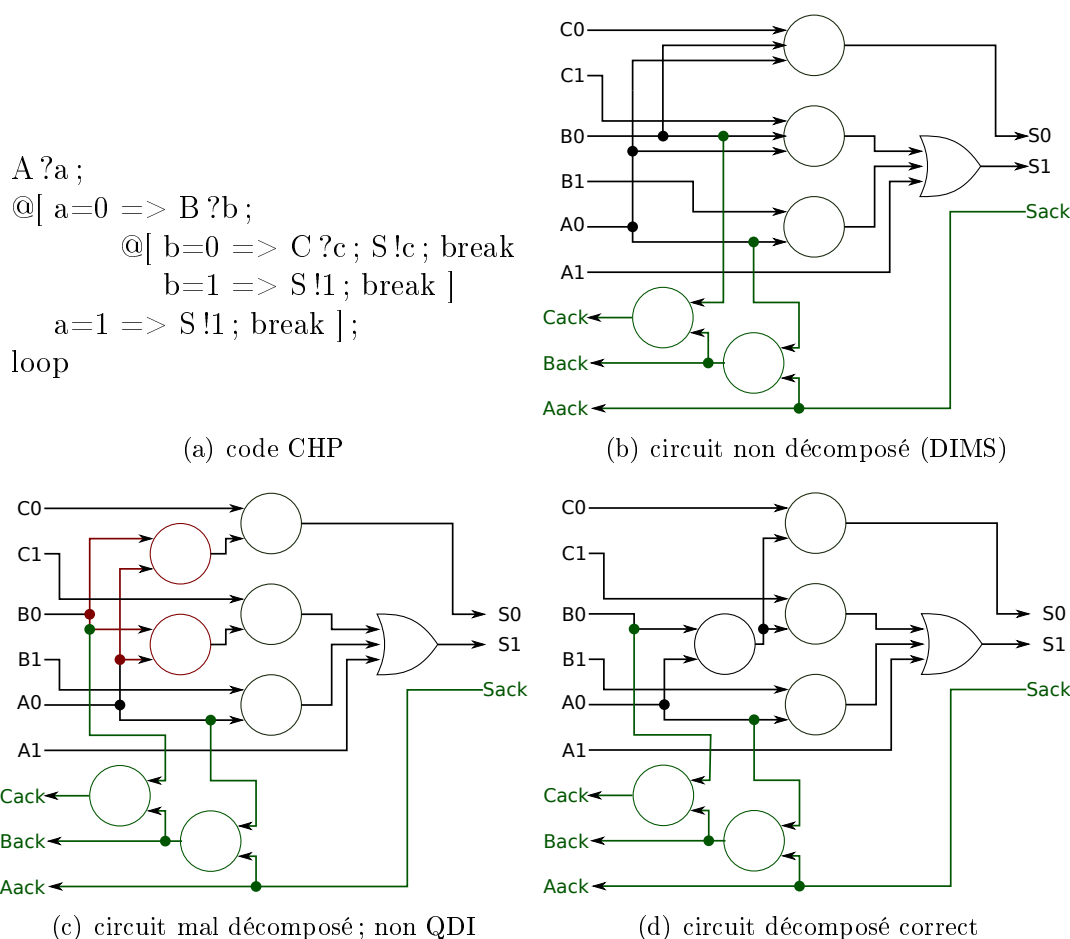 A ?a ;
@[ a=0 => B ?b ;
@[ b=0 => C ?c ; S !c ; break
b=1 => S !1 ; break ]
a=1 => S !1 ; break ] ;
loop
(a) code CHP
C0
C1
B0
B1
A0
A1
Cack
Back
Aack
S0
S1
Sack
(b) circuit non décomposé (DIMS)
C0
C1
B0
B1
A0
A1
Cack
Back
Aack
S0
S1
Sack
(c) circuit mal décomposé ; non QDI
C0
C1
B0
B1
A0
A1
Cack
Back
Aack
S0
S1
Sack
(d) circuit décomposé correct